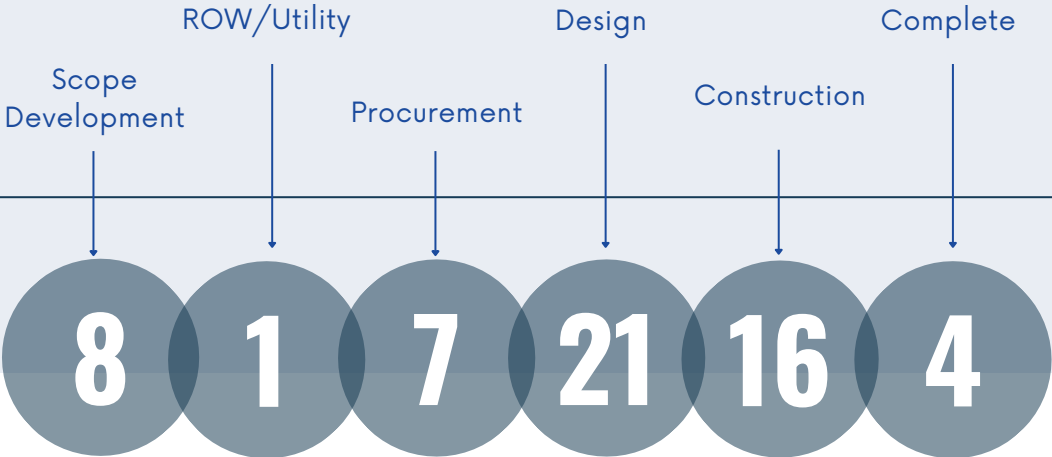 ROW/Utility
Design
Complete
Scope
Development
Procurement
Construction
8
1
7
21
16
4